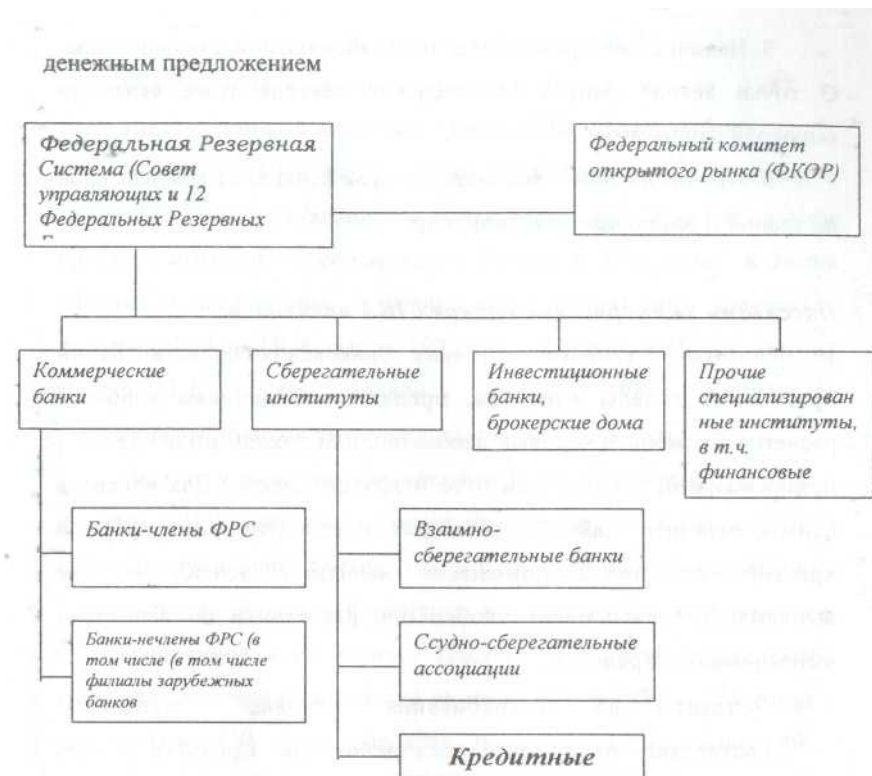 денежным предложением
Федеральная Резервная
Система (Совет
управляющих и 12
Федеральных Резервных
Федеральный комитет
открытого рынка (ФКОР)
Коммерческие
банки
Сберегательные
институты
Инвестиционные
банки,
брокерские дома
Прочие
специализирован
ные институты,
в т.ч.
финансовые
Банки-члены ФРС
Взаимно-
сберегательные банки
Банки-нечлены ФРС (в
том числе (в том числе
филиалы зарубежных
банков
Ссудно-сберегательные
ассоциации
Кредитные